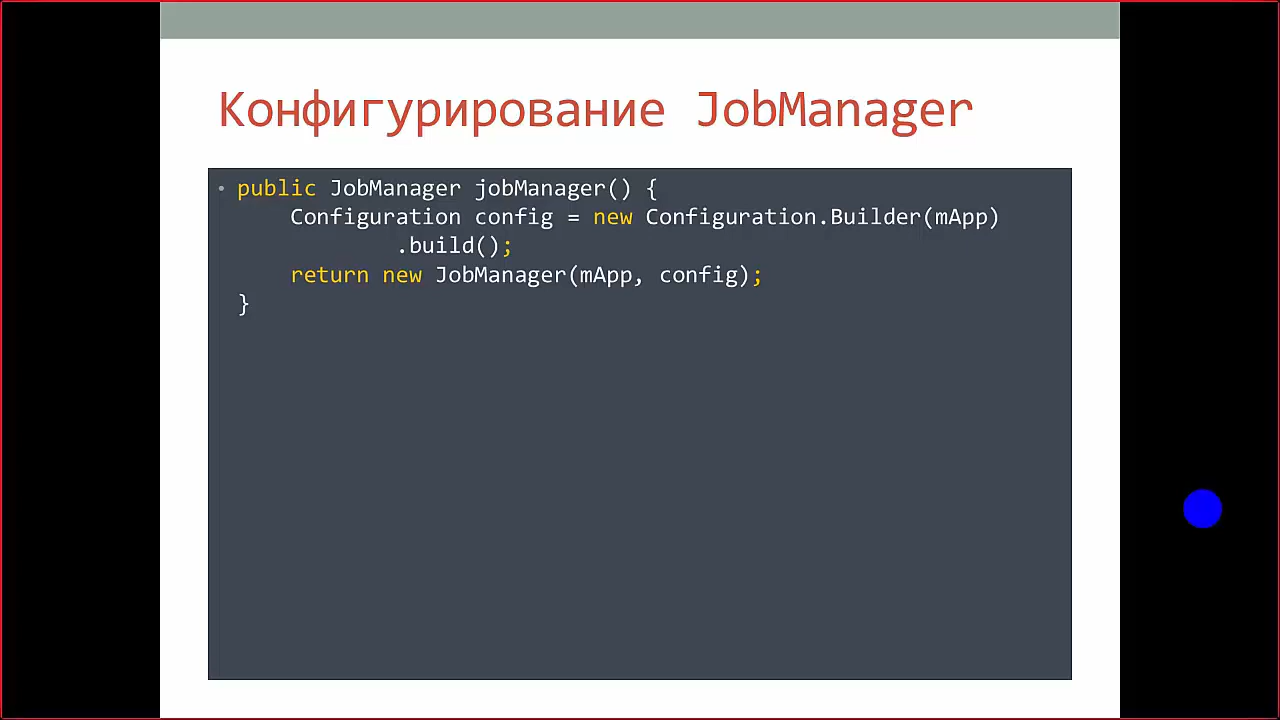 Конфигурирование JobManager
• public JobManager jobManager() {
Configuration config = new Configuration.Builder(mApp)
.build();
return new JobManager(mApp, config);
}